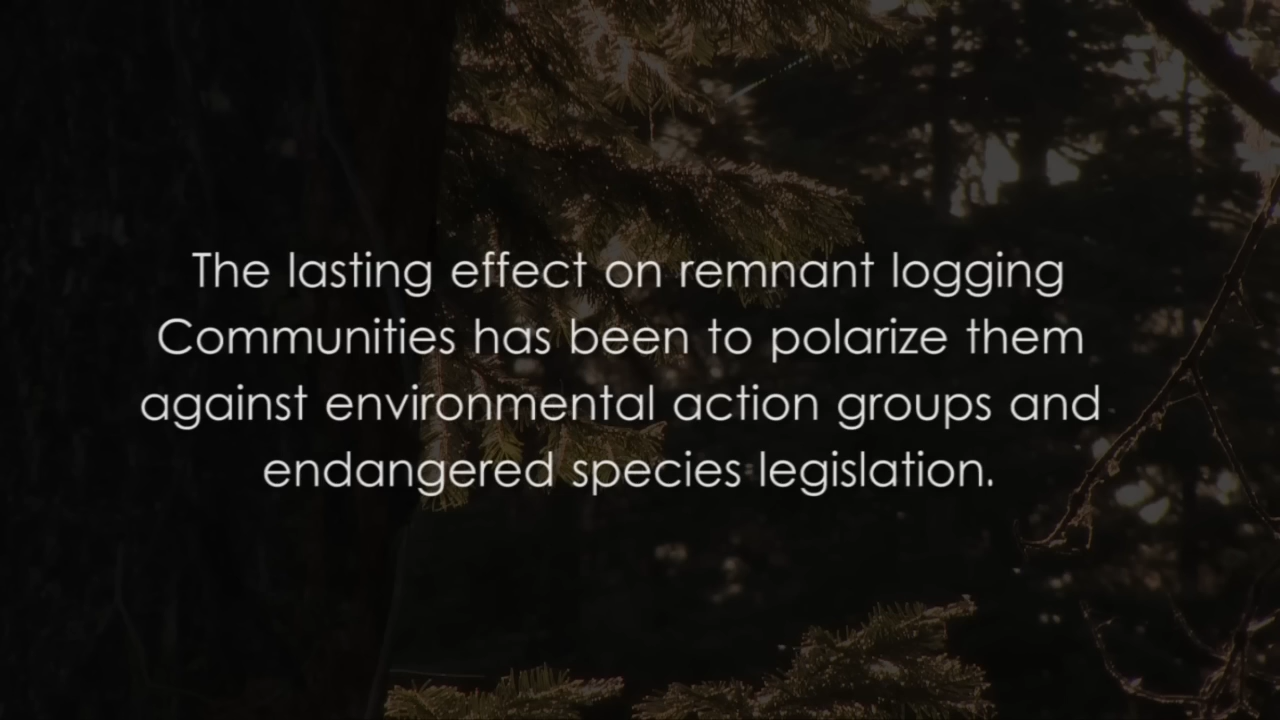 The lasting effect on remnant logging
Communities has been to polarize them
against environmental action groups and
endangered species legislation.